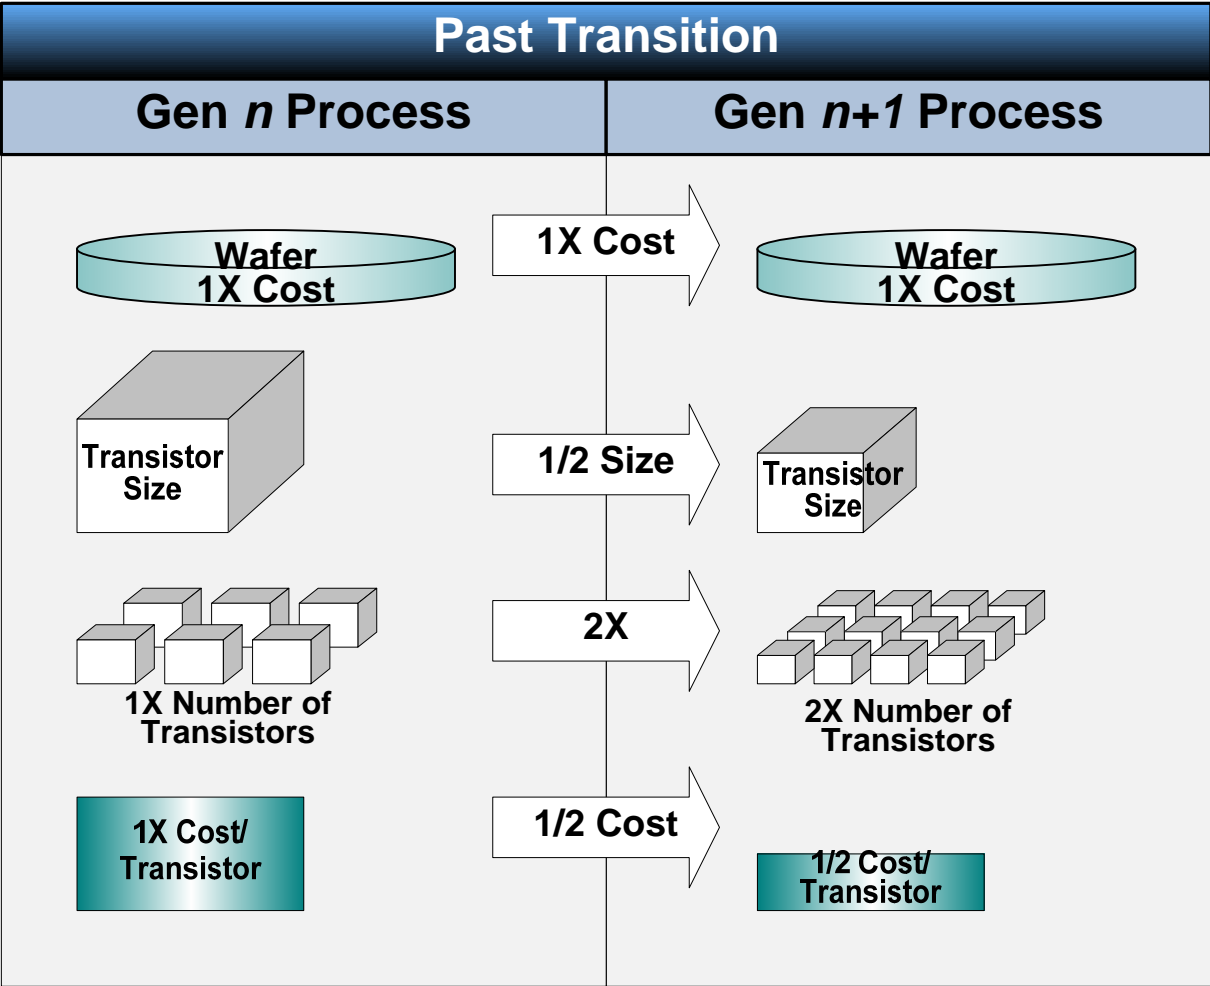 Past Transition
Gen n Process
Gen n+1 Process
Wafer
1X Cost
1X Cost
Wafer
1X Cost
Transistor
Size
1/2 Size
Transistor
Size
1X Number of
Transistors
2X
2X Number of
Transistors
1X Cost/
Transistor
1/2 Cost
1/2 Cost/
Transistor